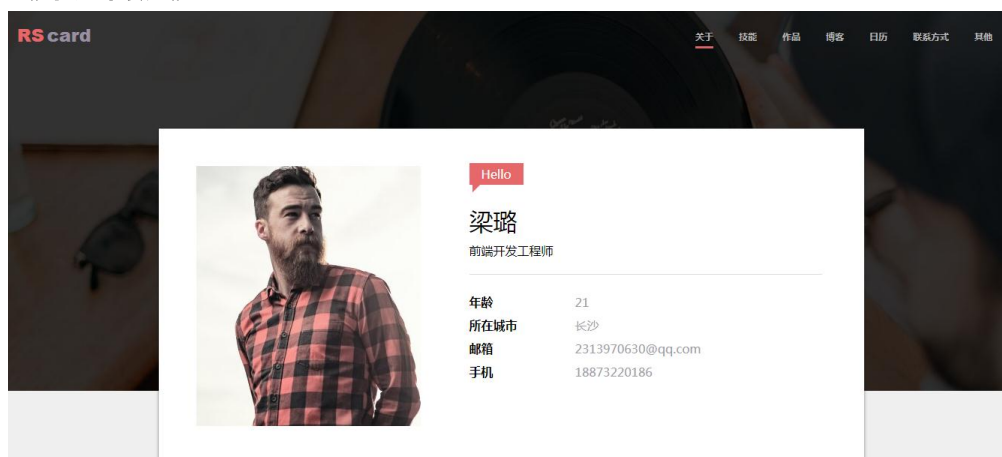 RS card
关于 技能 作品 博客 日历 联系方式 其他
Hello
梁璐
前端开发工程师
年龄 21
所在城市 长沙
邮箱 2313970630@qq.com
手机 18873220186